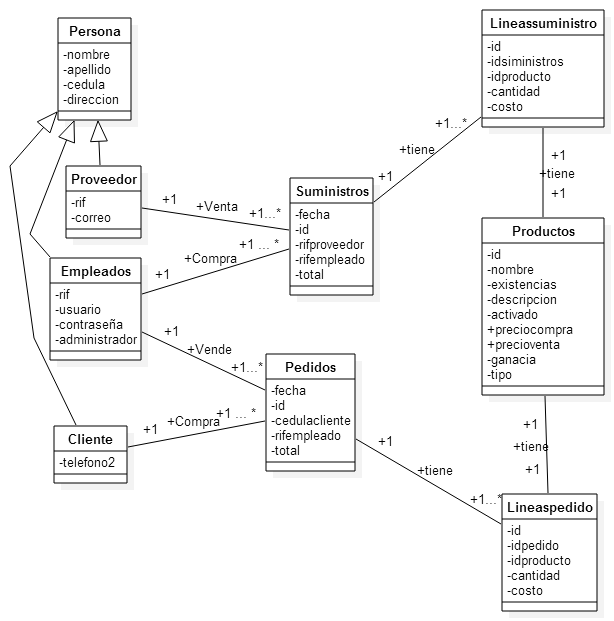 Persona
-nombre
-apellido
-cedula
-direccion
Lineassuministro
-id
-idsiministros
-idproducto
-cantidad
-costo
+1...*
+tiene
+1
Proveedor
-rif
-correo
+1
+Venta
+1...*
Suministros
-fecha
-id
-rifproveedor
-rifempleado
-total
+1
+tiene
+1
Productos
-id
-nombre
-existencias
-descripcion
-activado
+preciocompra
+precioventa
-ganacia
-tipo
Empleados
-rif
-usuario
-contraseña
-administrador
+1
+Compra
+1 ... *
+1
+Vende
+1...*
Pedidos
-fecha
-id
-cedulacliente
-rifempleado
-total
Cliente
-telefono2
+1
+Compra
+1 ... *
+1
+tiene
+1...*
+1
+tiene
+1
Lineaspedido
-id
-idpedido
-idproducto
-cantidad
-costo